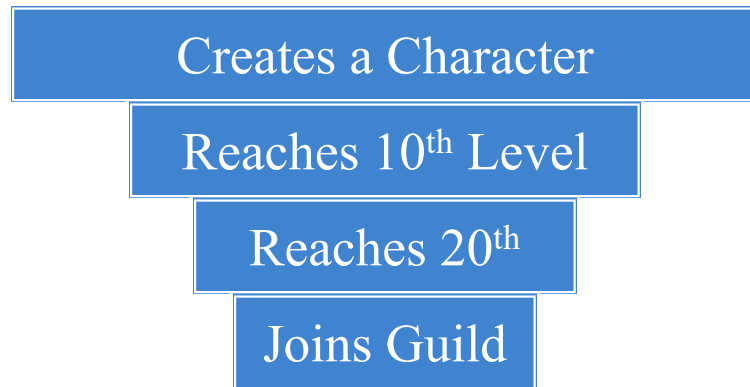 Creates a Character
Reaches 10th Level
Reaches 20th
Joins Guild